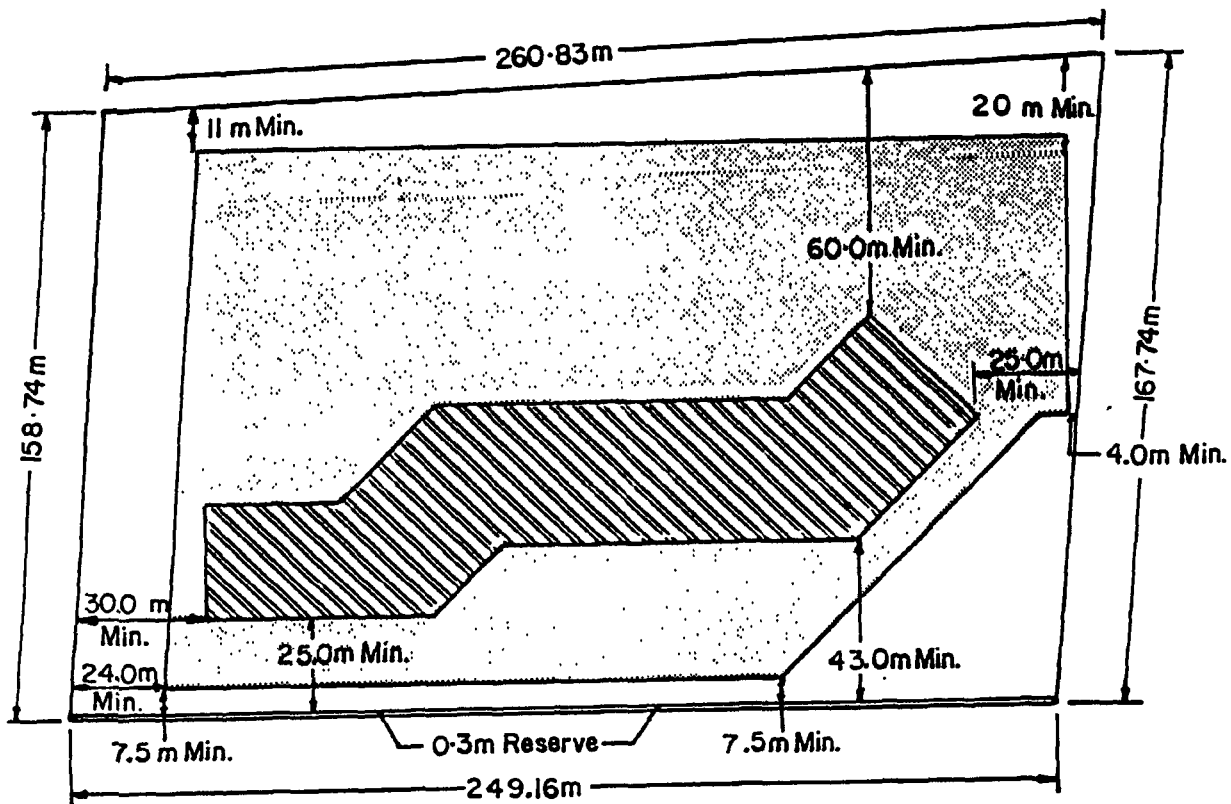 260·83m
11 m Min.
20 m Min.
60·0m Min.
158·74m
167·74m
25·0m
Min.
4.0m Min.
30.0 m
Min.
25.0m Min.
43.0m Min.
24.0m
Min.
7.5 m Min.
0·3m Reserve
7.5m Min.
249.16m